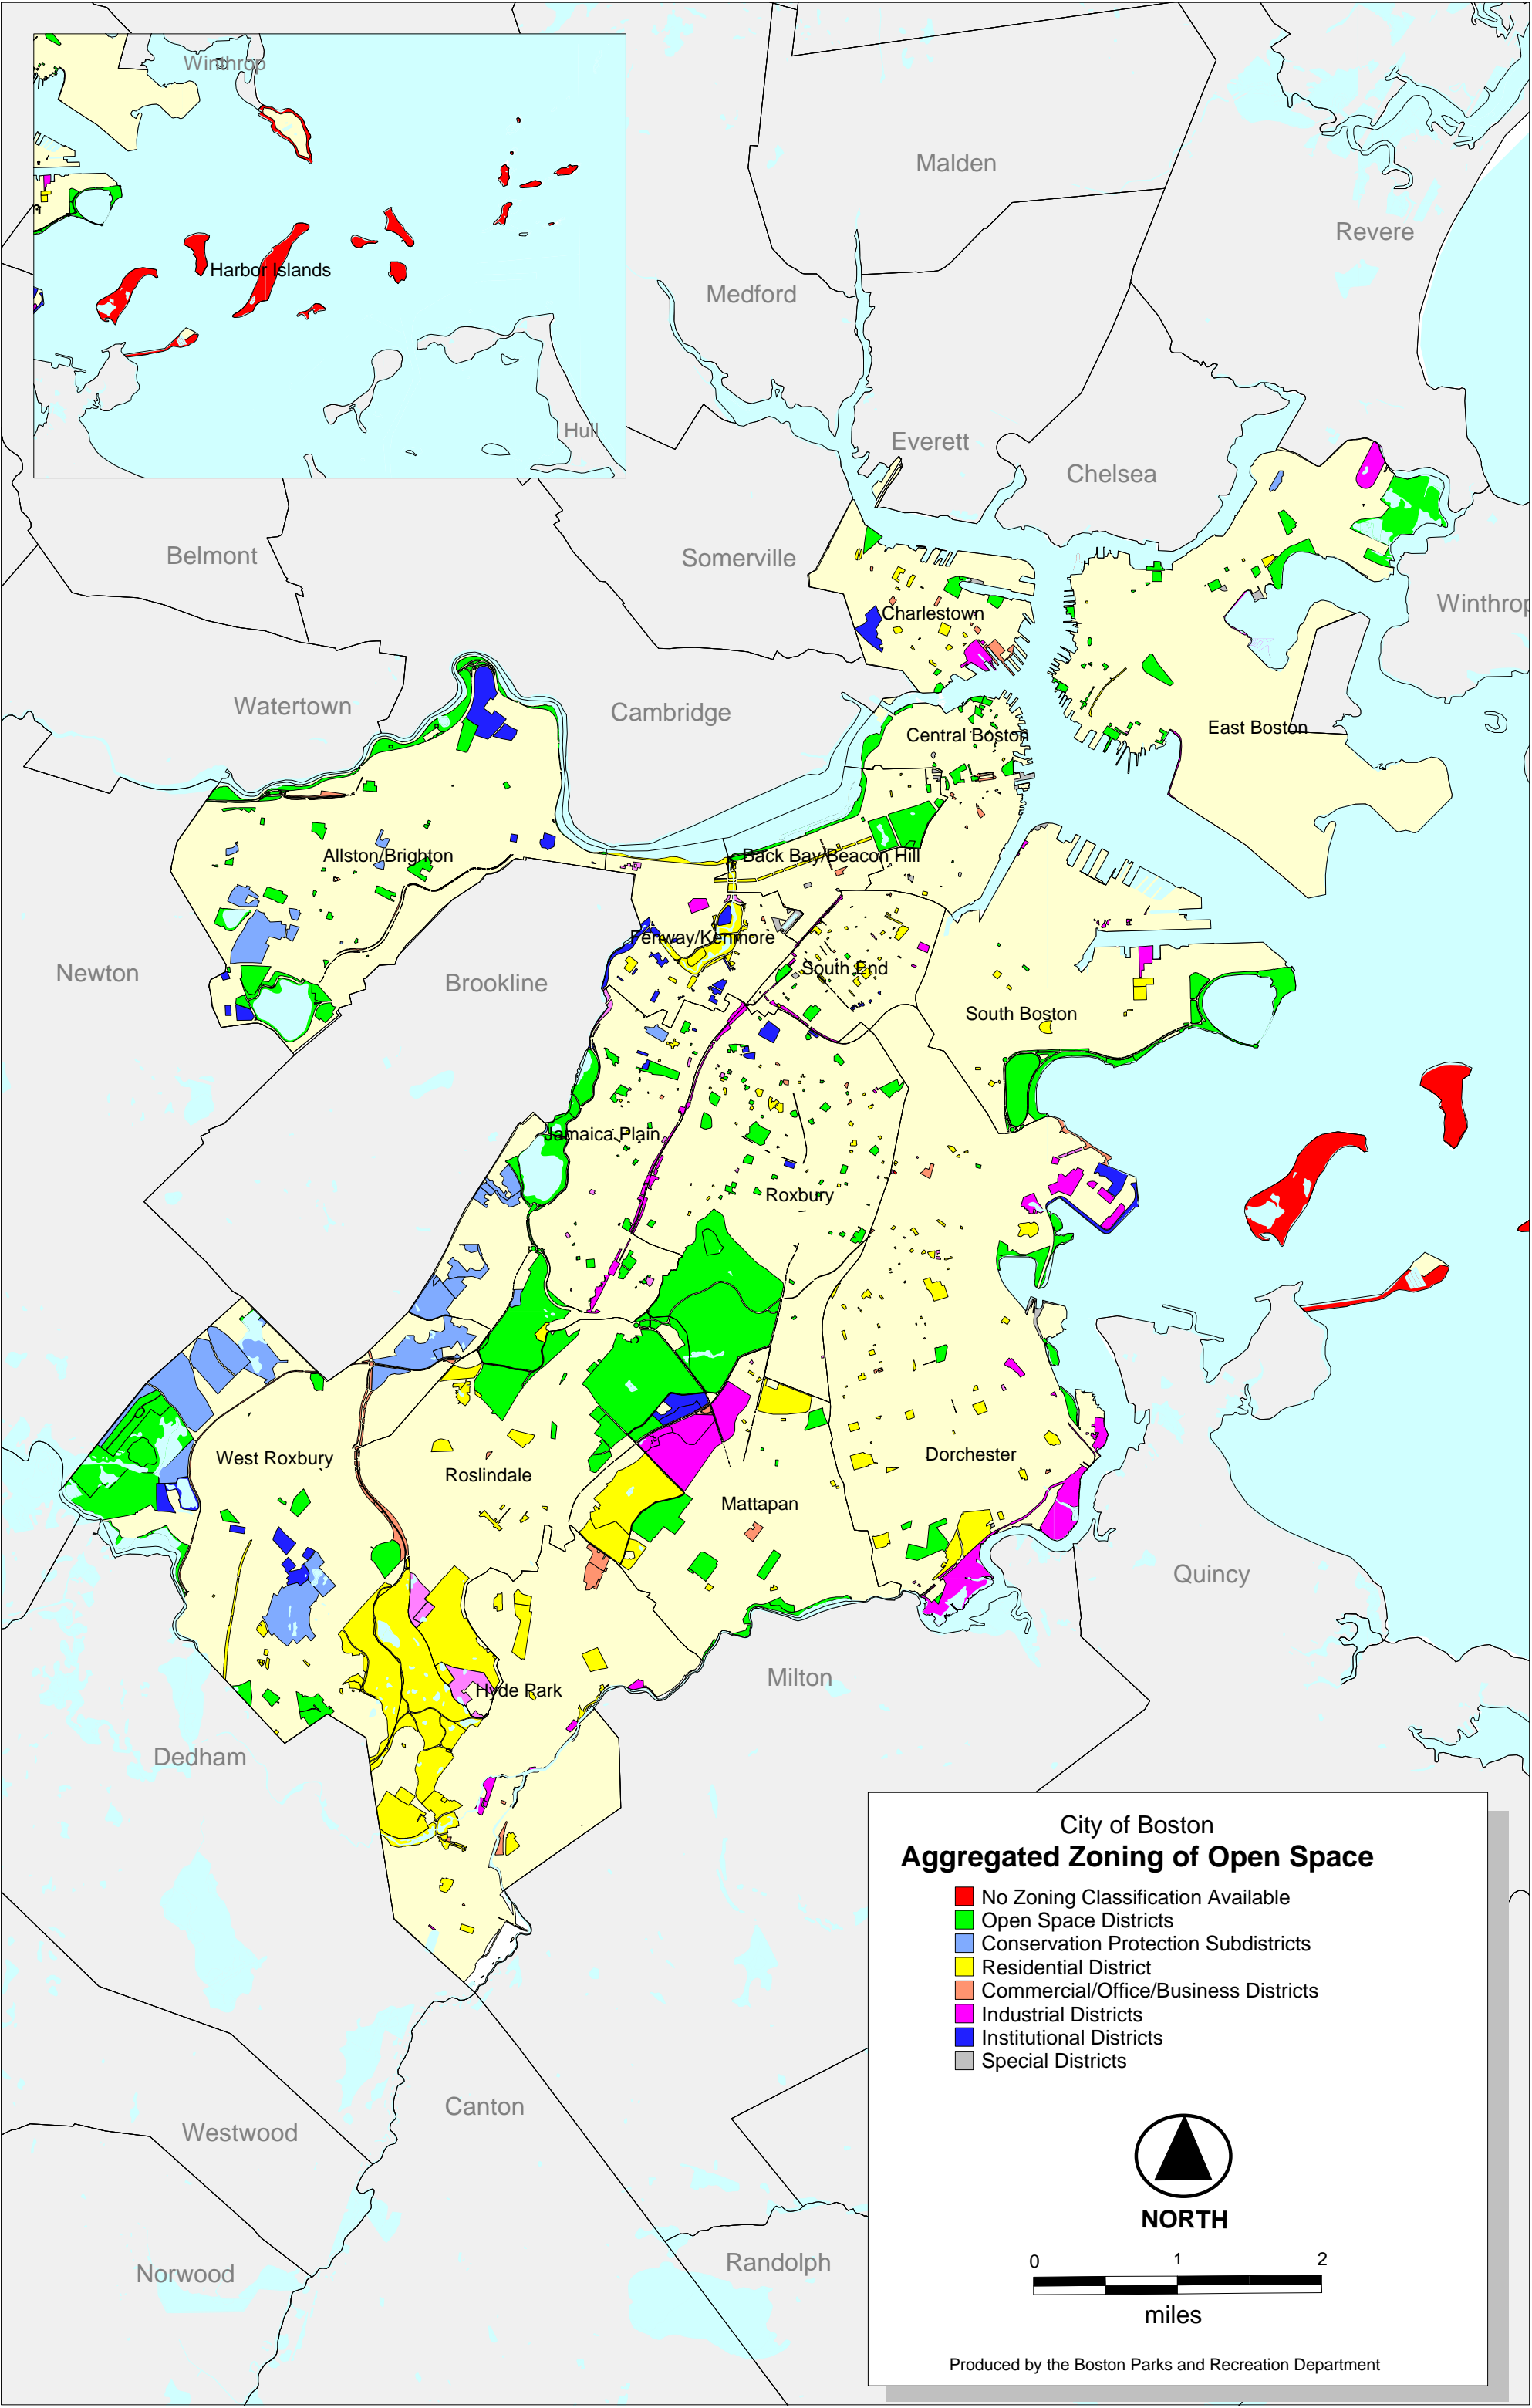 Winthrop
Harbor Islands
Hull
Malden
Revere
Medford
Everett
Chelsea
Belmont
Somerville
Winthrop
Charlestown
Watertown
Cambridge
Central Boston
East Boston
Allston/Brighton
Back Bay/Beacon Hill
Fenway/Kenmore
South End
Newton
Brookline
South Boston
Jamaica Plain
Roxbury
West Roxbury
Roslindale
Dorchester
Mattapan
Quincy
Milton
Hyde Park
Dedham
Canton
Westwood
Norwood
Randolph
City of Boston
Aggregated Zoning of Open Space
No Zoning Classification Available
Open Space Districts
Conservation Protection Subdistricts
Residential District
Commercial/Office/Business Districts
Industrial Districts
Institutional Districts
Special Districts
NORTH
0 1 2
miles
Produced by the Boston Parks and Recreation Department